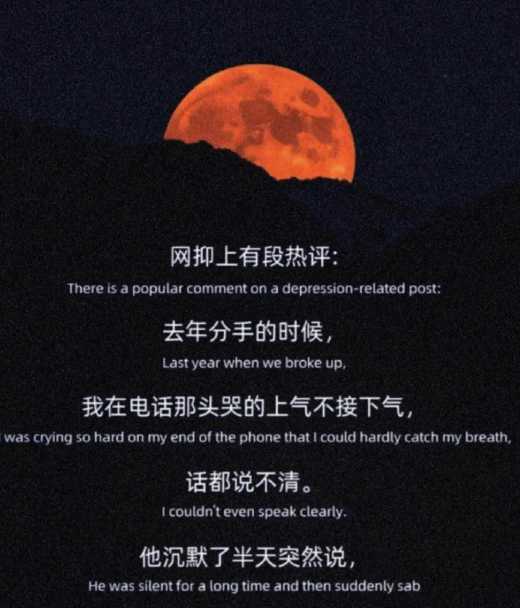 网抑上有段热评:
There is a popular comment on a depression-related post:
去年分手的时候，
Last year when we broke up,
我在电话那头哭的上气不接下气，
I was crying so hard on my end of the phone that I could hardly catch my breath,
话都说不清。
I couldn't even speak clearly.
他沉默了半天突然说，
He was silent for a long time and then suddenly sab